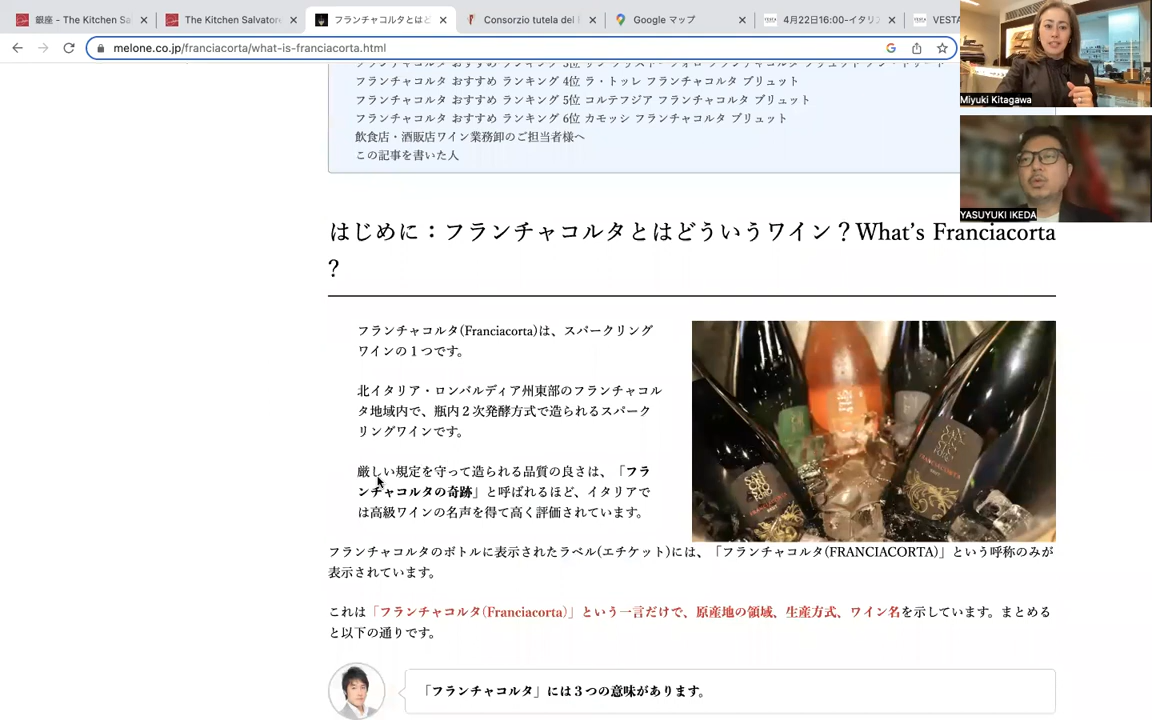 銀座 - The Kitchen Sa
The Kitchen Salvatore
フランチャコルタとはど
Consorzio tutela del
Google マップ
4月22日16:00-イタリ
VESTA
melone.co.jp/franciacorta/what-is-franciacorta.html
フランチャコルタ おすすめ ランキング 4位 ラ・トッレ フランチャコルタ ブリュット
フランチャコルタ おすすめ ランキング 5位 コルテフジア フランチャコルタ ブリュット
フランチャコルタ おすすめ ランキング 6位 カモッシ フランチャコルタ ブリュット
飲食店・酒販店ワイン業務卸のご担当者様へ
この記事を書いた人
Miyuki Kitagawa
YASUYUKI IKEDA
はじめに：フランチャコルタとはどういうワイン？What's Franciacorta
?
フランチャコルタ(Franciacorta)は、スパークリング
ワインの１つです。
北イタリア・ロンバルディア州東部のフランチャコル
タ地域内で、瓶内２次発酵方式で造られるスパーク
リングワインです。
厳しい規定を守って造られる品質の良さは、「フラ
ンチャコルタの奇跡」と呼ばれるほど、イタリアで
は高級ワインの名声を得て高く評価されています。
フランチャコルタのボトルに表示されたラベル(エチケット)には、「フランチャコルタ(FRANCIACORTA)」という呼称のみが
表示されています。
これは「フランチャコルタ(Franciacorta)」という一言だけで、原産地の領域、生産方式、ワイン名を示しています。まとめる
と以下の通りです。
「フランチャコルタ」には３つの意味があります。